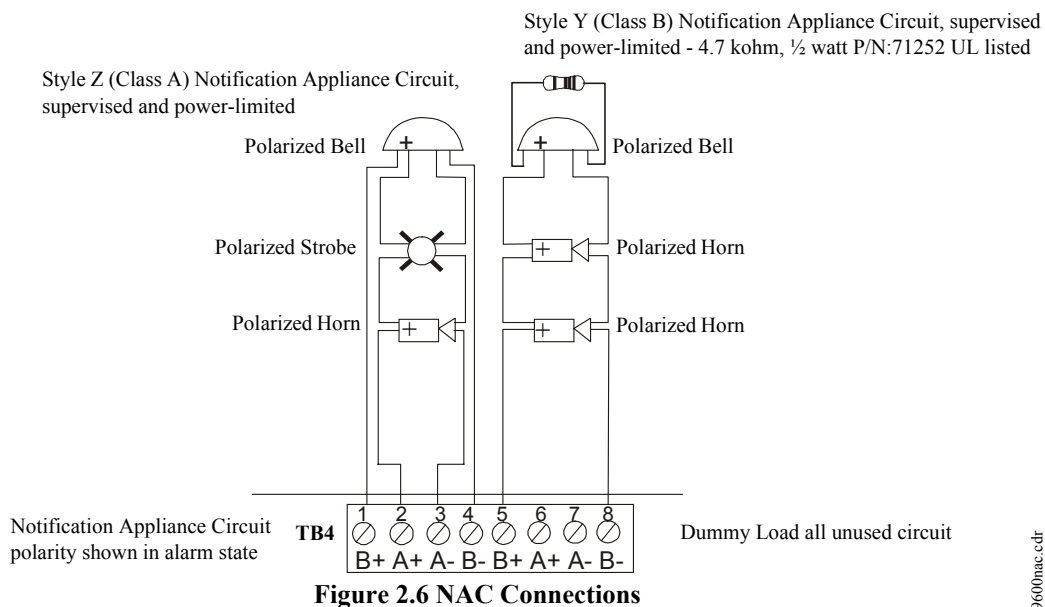 Style Y (Class B) Notification Appliance Circuit, supervised
and power-limited - 4.7 kohm, ½ watt P/N:71252 UL listed
Style Z (Class A) Notification Appliance Circuit,
supervised and power-limited
Polarized Bell
+
+
Polarized Bell
Polarized Strobe
+
Polarized Horn
Polarized Horn
+
+
Polarized Horn
Notification Appliance Circuit
polarity shown in alarm state
TB4
1 2 3 4 5 6 7 8
B+ A+ A- B- B+ A+ A- B-
Dummy Load all unused circuit
Figure 2.6 NAC Connections
9600nac.cdr